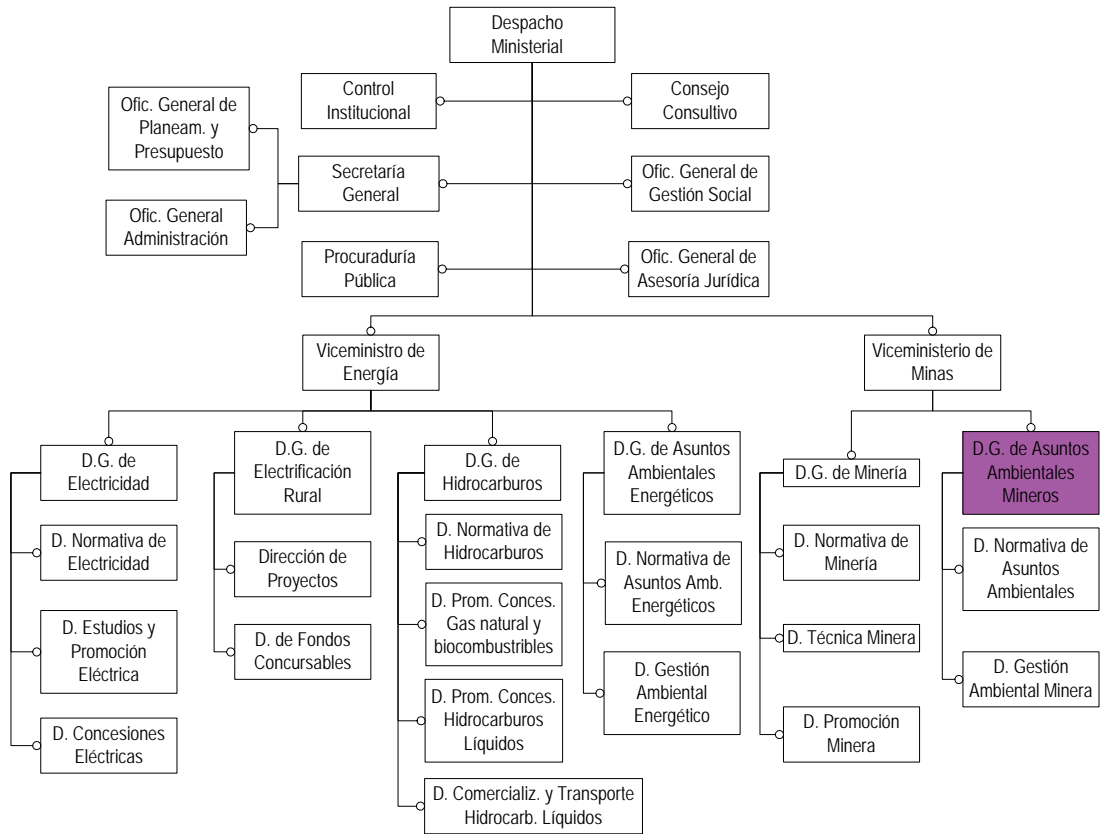 Despacho
Ministerial
Control
Institucional
Consejo
Consultivo
Ofic. General de
Planeam. y
Presupuesto
Secretaría
General
Ofic. General de
Gestión Social
Ofic. General
Administración
Procuraduría
Pública
Ofic. General de
Asesoría Jurídica
Viceministro de
Energía
Viceministerio de
Minas
D.G. de
Electricidad
D. Normativa de
Electricidad
D. Estudios y
Promoción
Eléctrica
D. Concesiones
Eléctricas
D.G. de
Electrificación
Rural
Dirección de
Proyectos
D. de Fondos
Concursables
D.G. de
Hidrocarburos
D. Normativa de
Hidrocarburos
D. Prom. Conces.
Gas natural y
biocombustribles
D. Prom. Conces.
Hidrocarburos
Líquidos
D. Comercializ. y Transporte
Hidrocarb. Líquidos
D.G. de Asuntos
Ambientales
Energéticos
D. Normativa de
Asuntos Amb.
Energéticos
D. Gestión
Ambiental
Energético
D.G. de Minería
D. Normativa de
Minería
D. Técnica Minera
D. Promoción
Minera
D.G. de Asuntos
Ambientales
Mineros
D. Normativa de
Asuntos
Ambientales
D. Gestión
Ambiental Minera